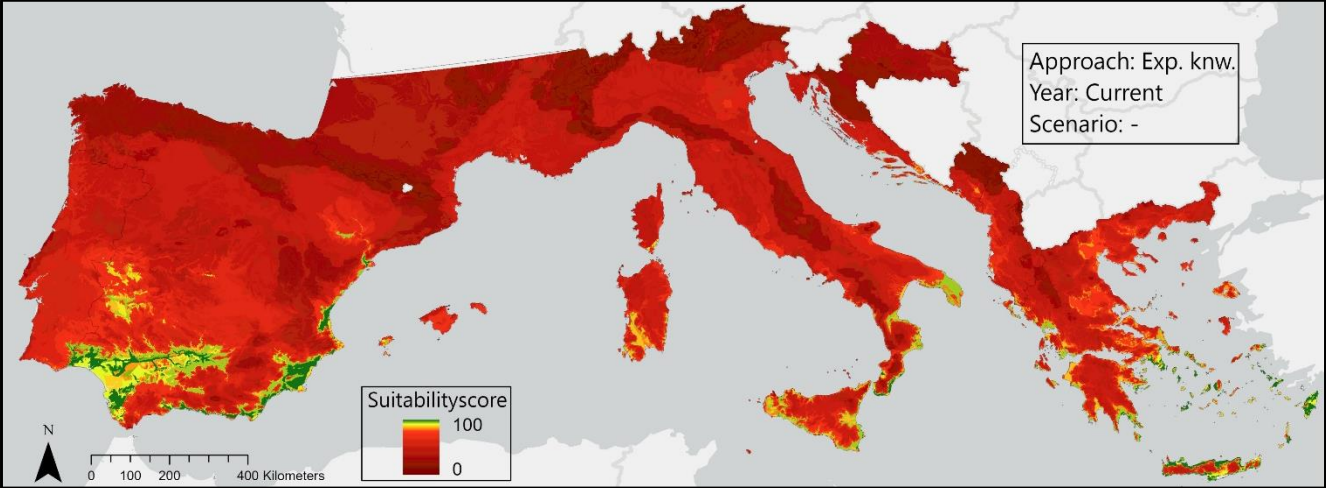 Approach: Exp. knw.
Year: Current
Scenario: -
Suitabilityscore
100
0
N
0 100 200 400 Kilometers